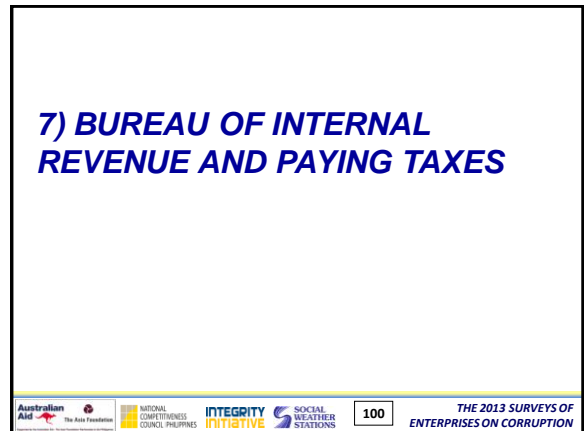 7) BUREAU OF INTERNAL
REVENUE AND PAYING TAXES
Australian
Aid
The Asia Foundation
NATIONAL
COMPETITIVENESS
COUNCIL PHILIPPINES
INTEGRITY
INITIATIVE
SOCIAL
WEATHER
STATIONS
100
THE 2013 SURVEYS OF
ENTERPRISES ON CORRUPTION